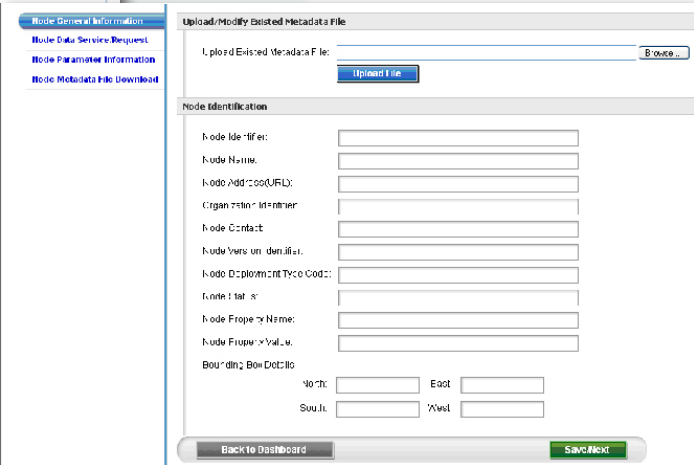 Node General Information
Node Data Service/Request
Node Parameter Information
Node Metadata File Download
Upload/Modify Existed Metadata File
Upload Existed Metadata File:
Browse...
Upload File
Node Identification
Node Identifier:
Node Name:
Node Address(URL):
Organization Identifier:
Node Contact:
Node Version Identifier:
Node Deployment Type Code:
Node Status:
Node Property Name:
Node Property Value:
Bounding Box Details
North:
East
South:
West
Back to Dashboard
Save/Next